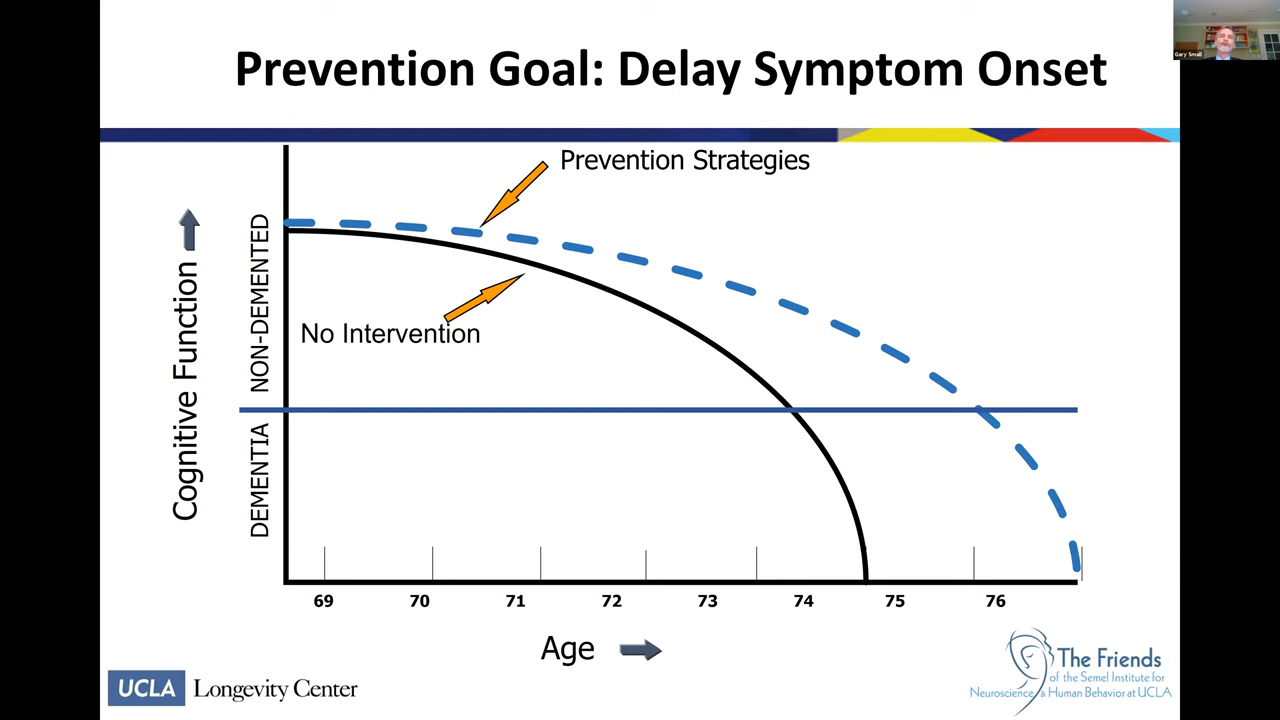 Prevention Goal: Delay Symptom Onset
Gary Small
Prevention Strategies
No Intervention
Cognitive Function
NON-DEMENTED
DEMENTIA
69 70 71 72 73 74 75 76
Age
UCLA Longevity Center
The Friends
of the Semel Institute for
Neuroscience & Human Behavior at UCLA